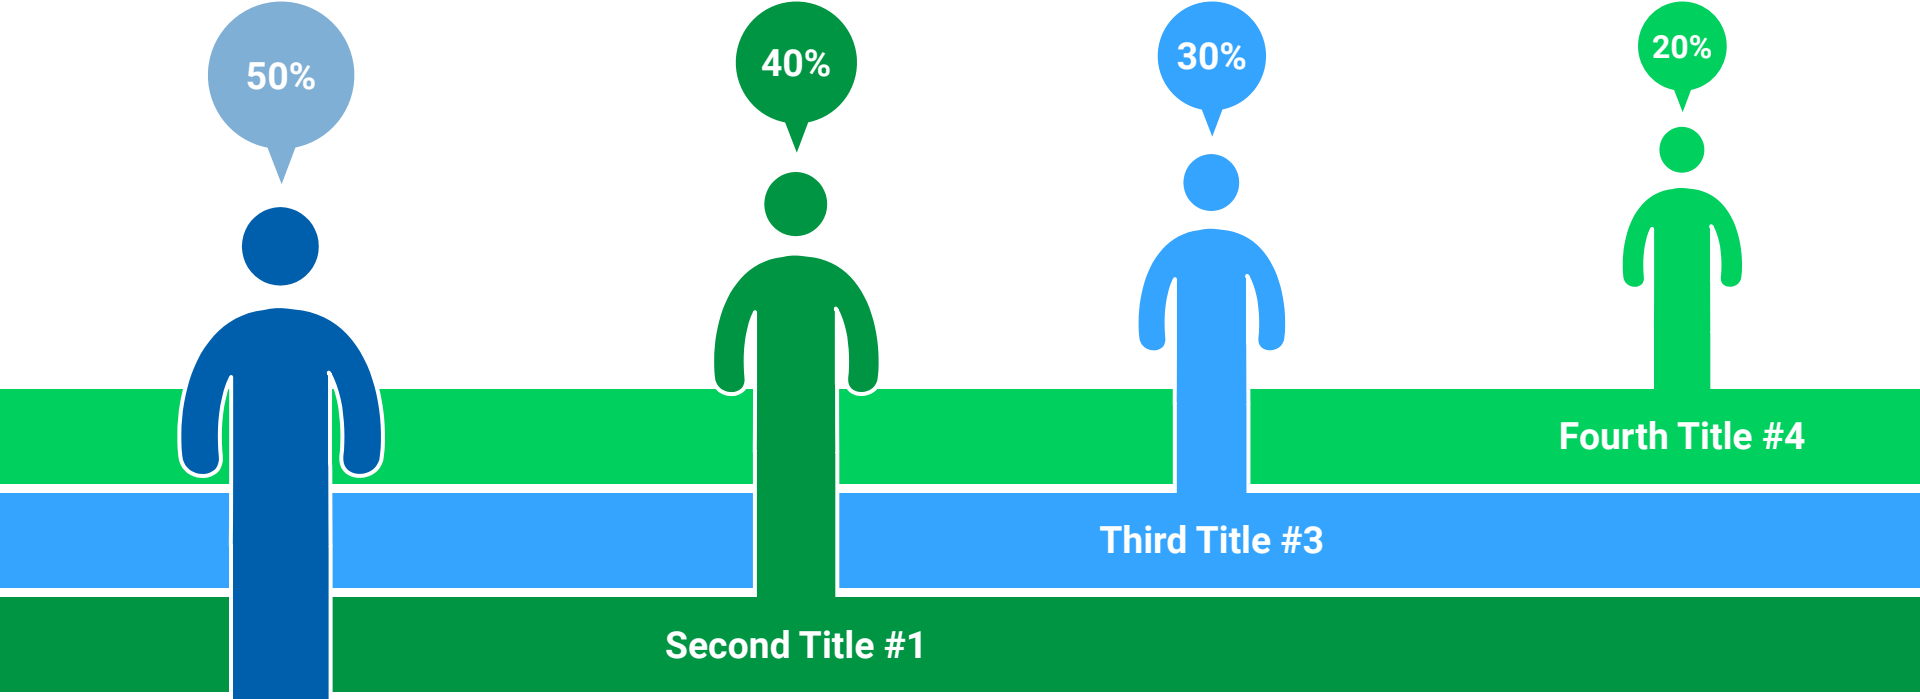 50%
40%
30%
20%
Fourth Title #4
Third Title #3
Second Title #1